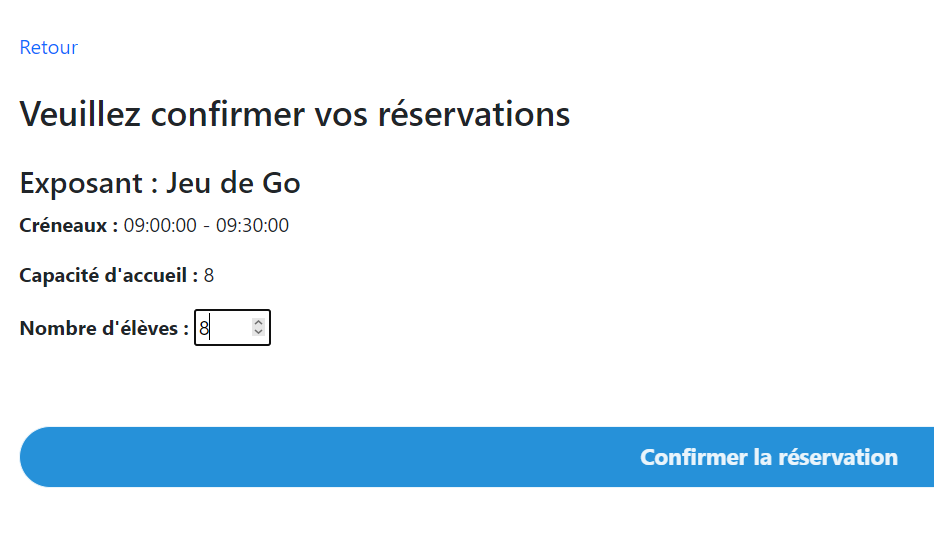 Retour
Veuillez confirmer vos réservations
Exposant : Jeu de Go
Créneaux : 09:00:00 - 09:30:00
Capacité d'accueil : 8
Nombre d'élèves : 8
Confirmer la réservation